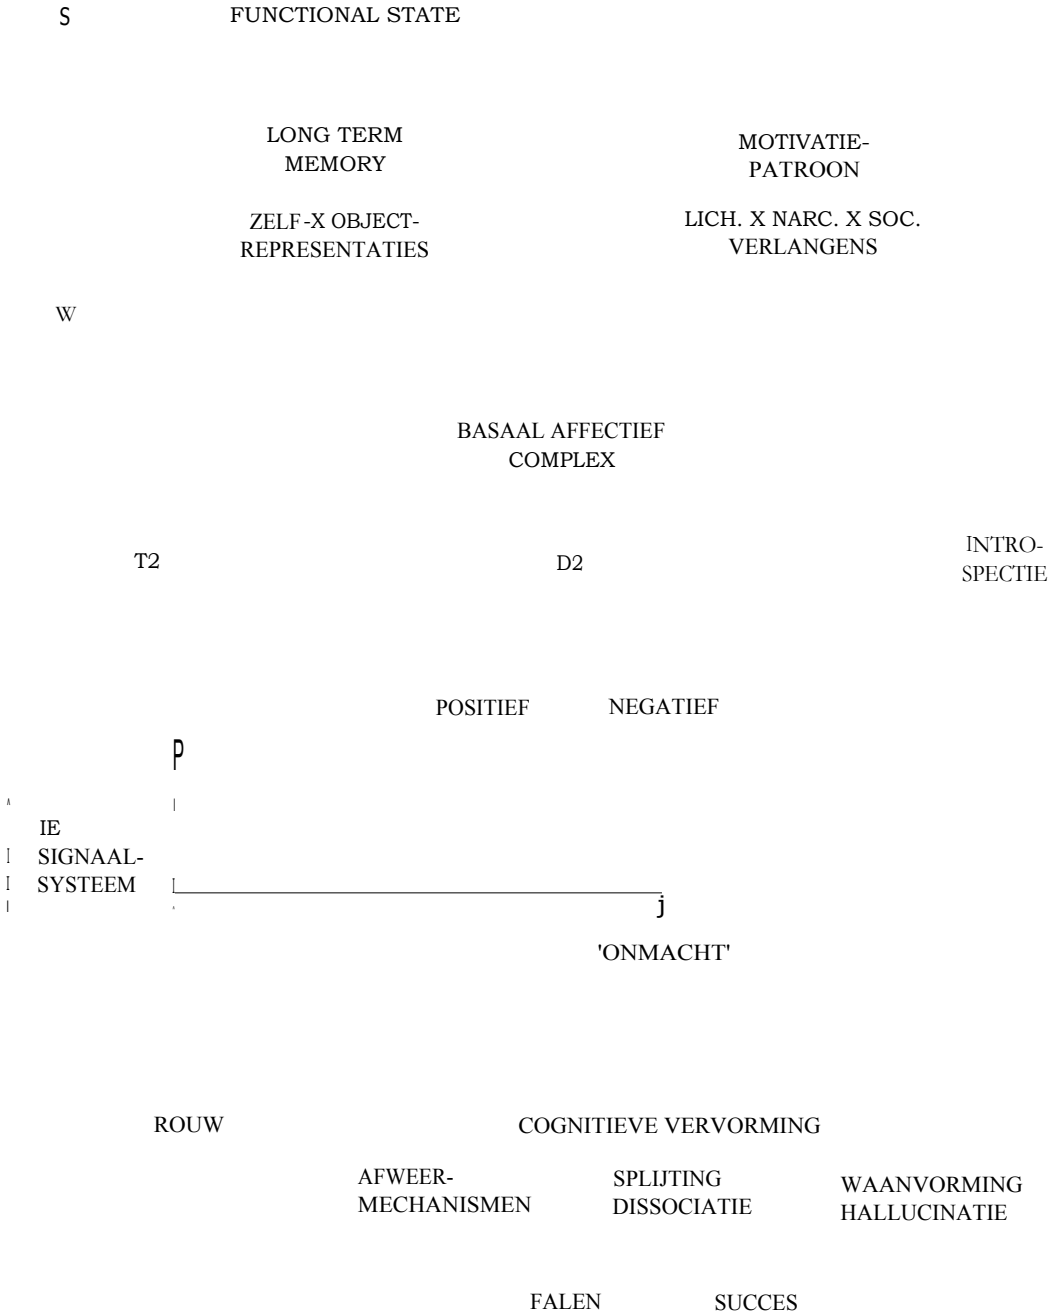 S FUNCTIONAL STATE
LONG TERM
MEMORY
MOTIVATIE-
PATROON
ZELF-X OBJECT-
REPRESENTATIES
LICH. X NARC. X SOC.
VERLANGENS
W
BASAAL AFFECTIEF
COMPLEX
T2
D2
INTRO-
SPECTIE
POSITIEF NEGATIEF
P
IE
SIGNAAL-
SYSTEEM
j
'ONMACHT'
ROUW
COGNITIEVE VERVORMING
AFWEER-
MECHANISMEN
SPLIJTING
DISSOCIATIE
WAANVORMING
HALLUCINATIE
FALEN SUCCES